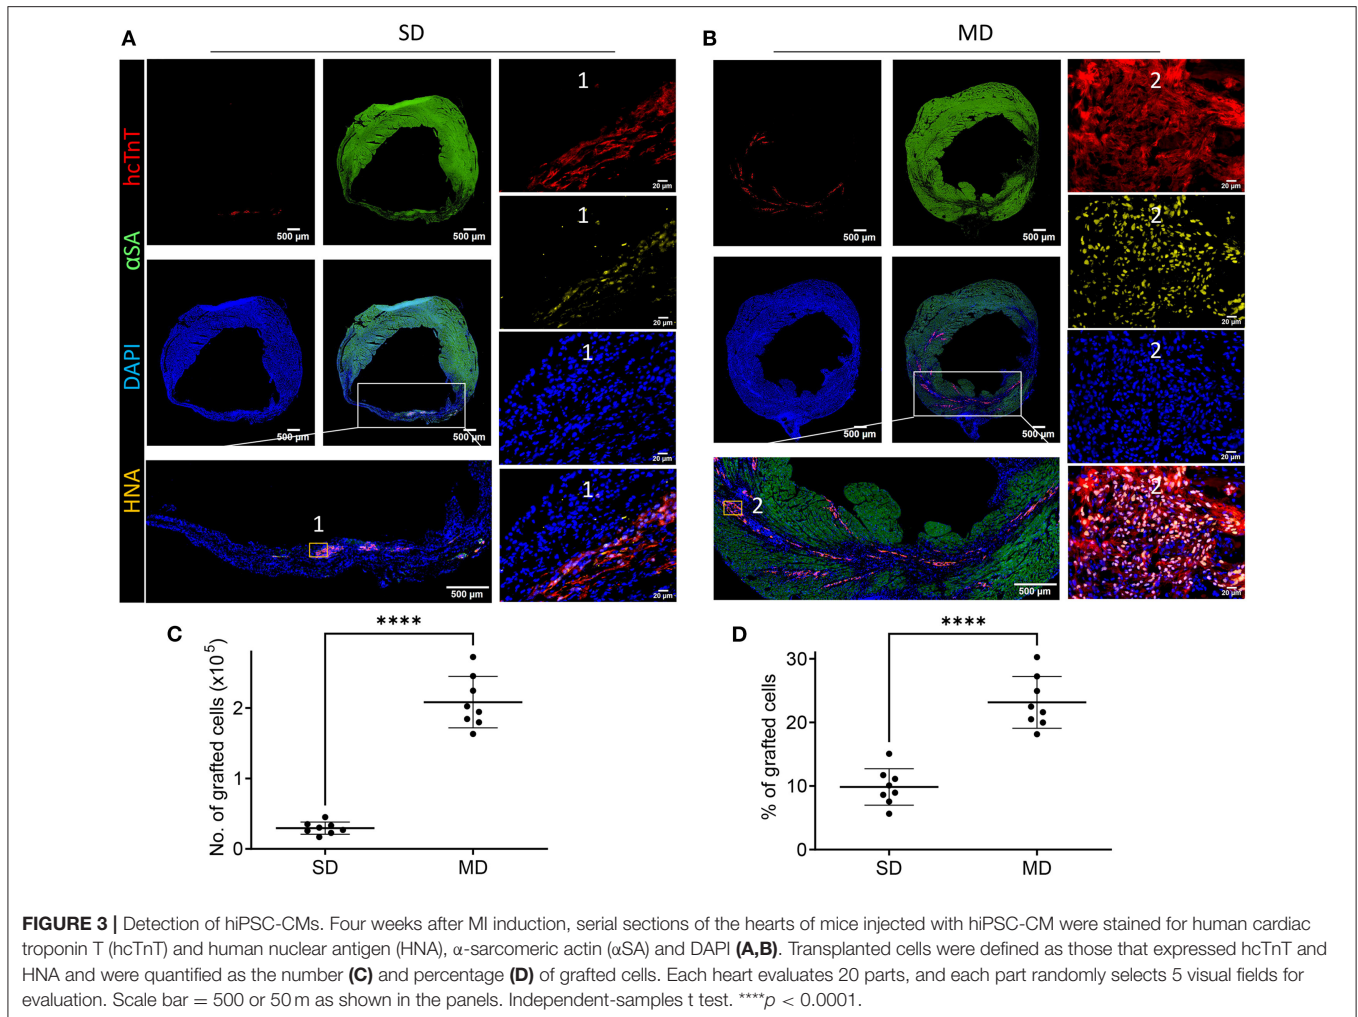 A
SD
B
MD
hcTnT
αSA
DAPI
HNA
500 µm
500 µm
1
20 µm
1
20 µm
500 µm
500 µm
1
20 µm
1
500 µm
1
20 µm
500 µm
500 µm
2
20 µm
2
20 µm
500 µm
500 µm
2
20 µm
2
500 µm
2
20 µm
C
****
No. of grafted cells (x10⁵)
2
1
0
SD
MD
D
****
% of grafted cells
30
20
10
0
SD
MD
FIGURE 3 | Detection of hiPSC-CMs. Four weeks after MI induction, serial sections of the hearts of mice injected with hiPSC-CM were stained for human cardiac
troponin T (hcTnT) and human nuclear antigen (HNA), α-sarcomeric actin (αSA) and DAPI (A,B). Transplanted cells were defined as those that expressed hcTnT and
HNA and were quantified as the number (C) and percentage (D) of grafted cells. Each heart evaluates 20 parts, and each part randomly selects 5 visual fields for
evaluation. Scale bar = 500 or 50 m as shown in the panels. Independent-samples t test. ****p < 0.0001.